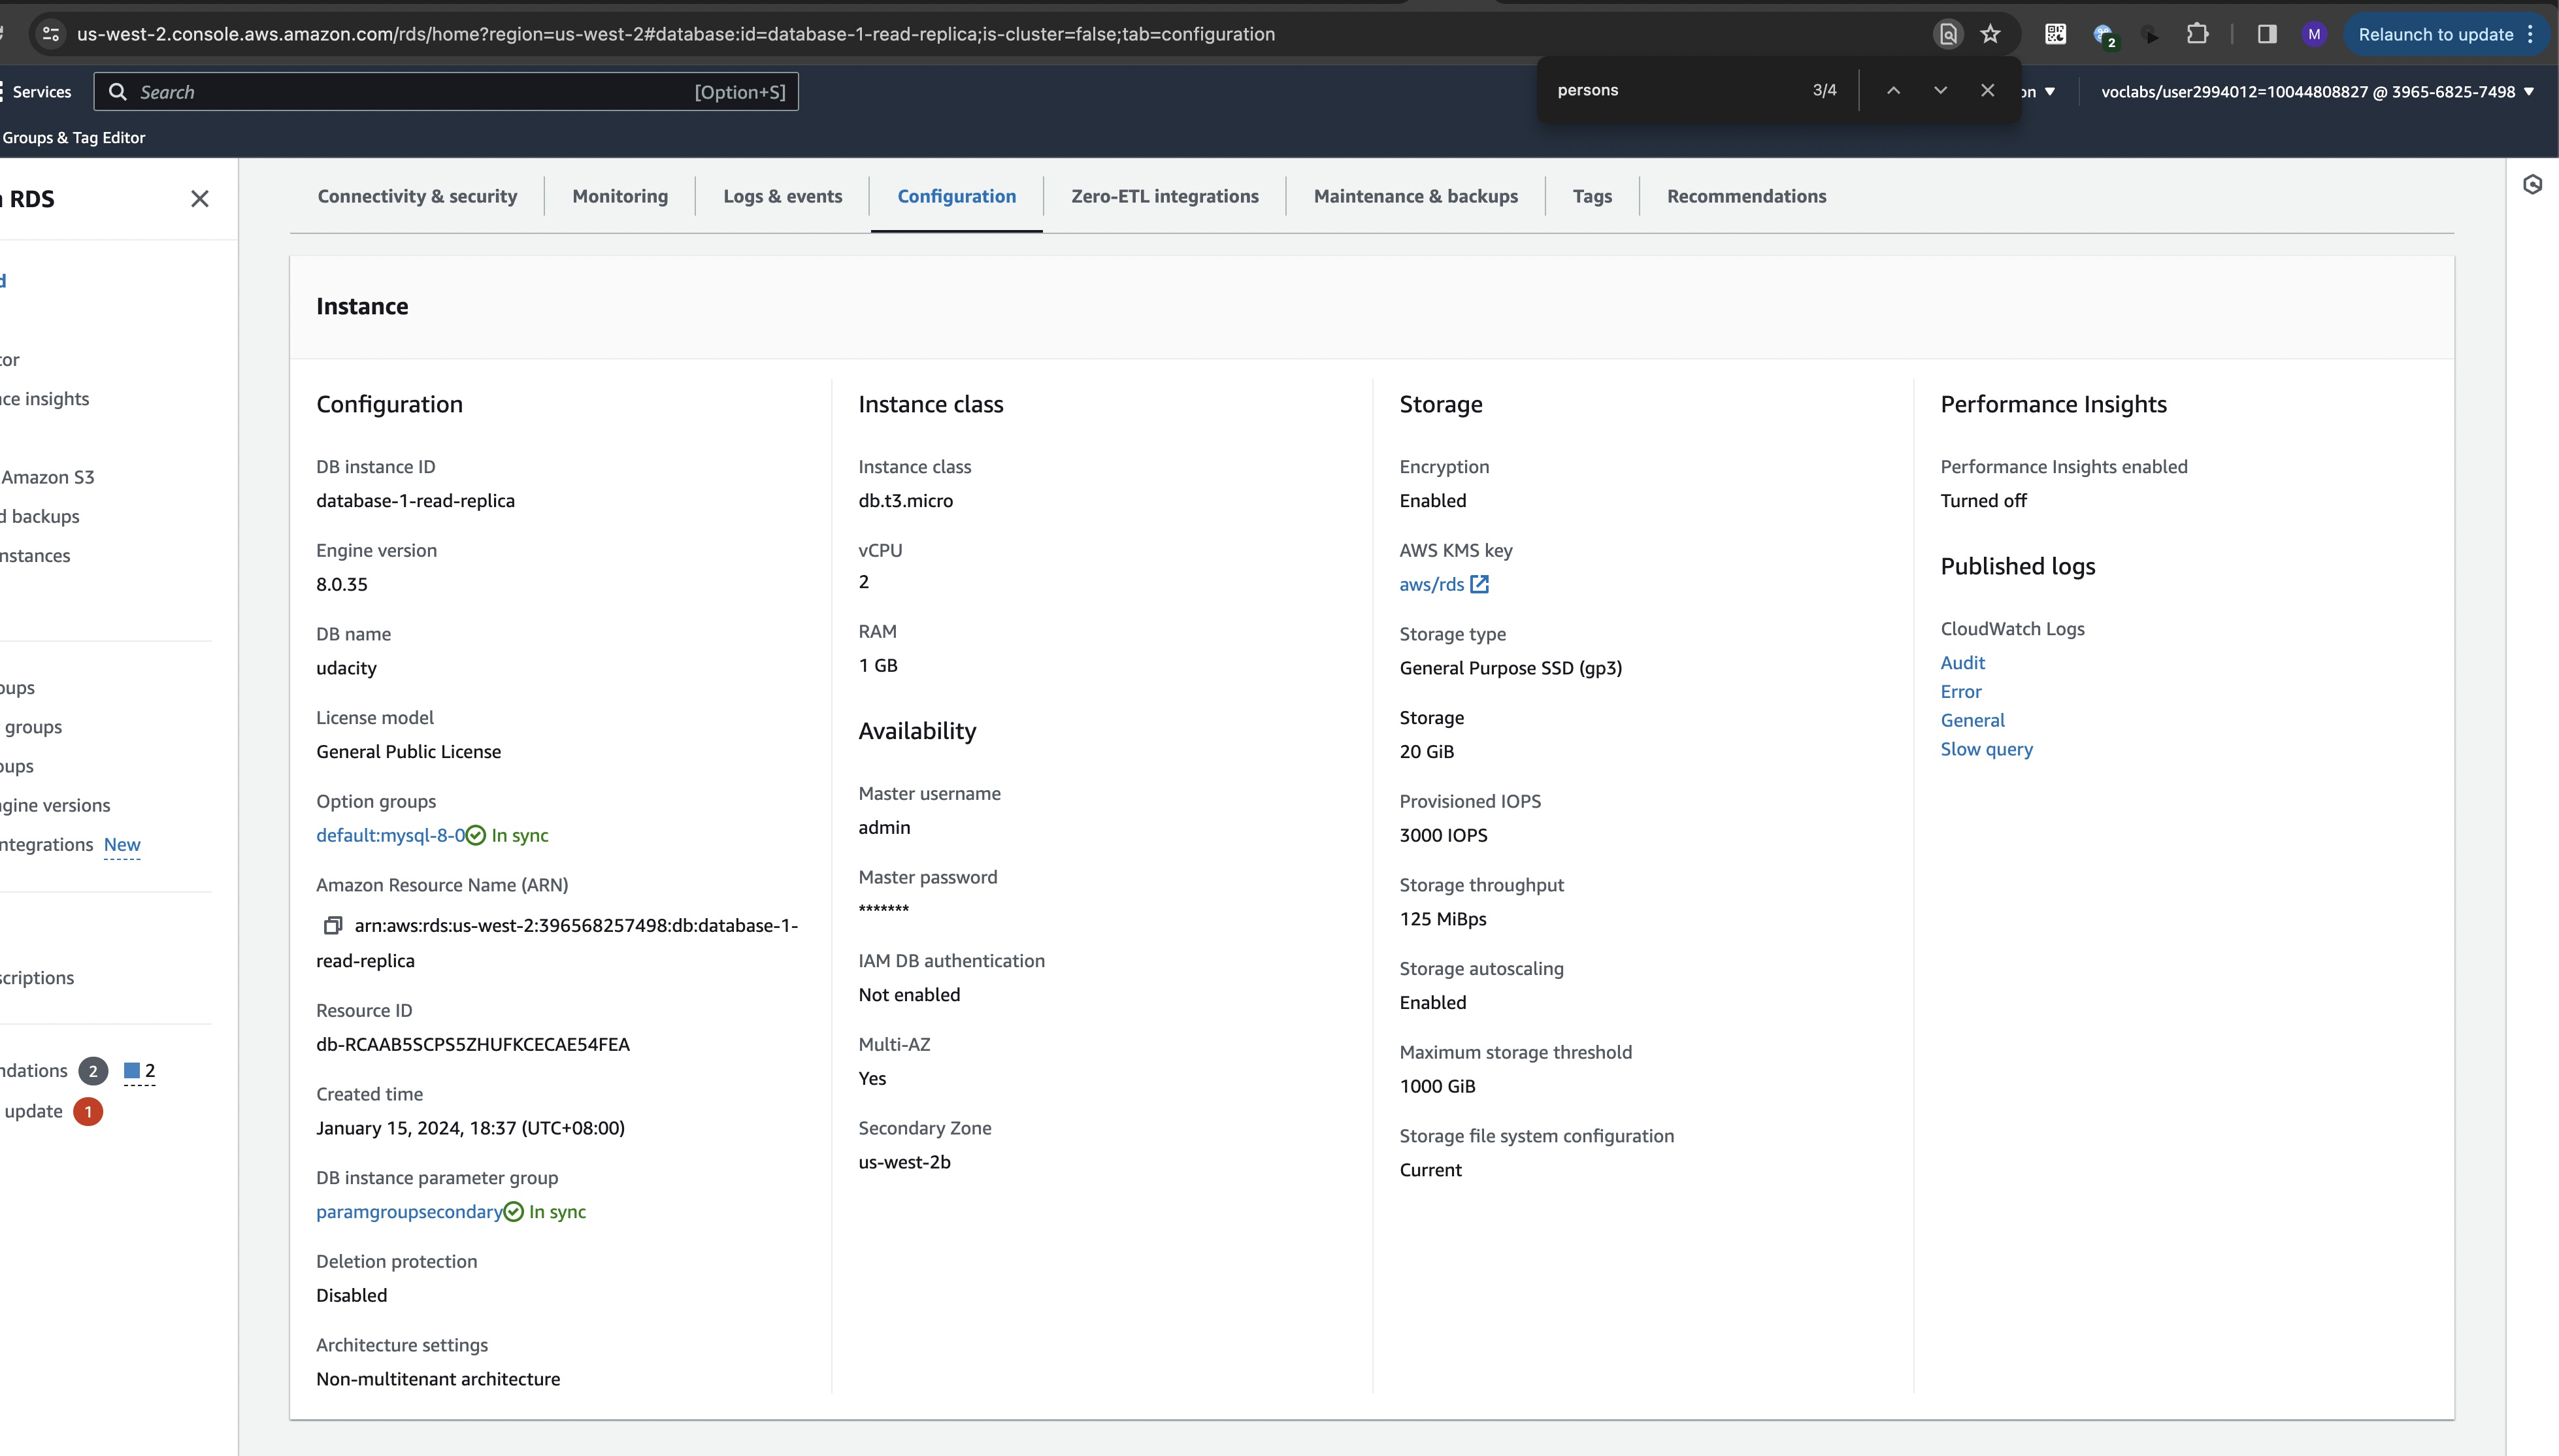 us-west-2.console.aws.amazon.com/rds/home?region=us-west-2#database:id=database-1-read-replica;is-cluster=false;tab=configuration
2
M
Relaunch to update
Services
Search
[Option+S]
persons
3/4
on
voclabs/user2994012=10044808827 @ 3965-6825-7498
Groups & Tag Editor
RDS
d
tor
nce insights
Amazon S3
d backups
nstances
oups
groups
oups
ngine versions
ntegrations New
scriptions
ndations 2 2
update 1
Connectivity & security
Monitoring
Logs & events
Configuration
Zero-ETL integrations
Maintenance & backups
Tags
Recommendations
Instance
Configuration
DB instance ID
database-1-read-replica
Engine version
8.0.35
DB name
udacity
License model
General Public License
Option groups
default:mysql-8-0 In sync
Amazon Resource Name (ARN)
arn:aws:rds:us-west-2:396568257498:db:database-1-
read-replica
Resource ID
db-RCAAB5SCPS5ZHUFKCECAE54FEA
Created time
January 15, 2024, 18:37 (UTC+08:00)
DB instance parameter group
paramgroupsecondary In sync
Deletion protection
Disabled
Architecture settings
Non-multitenant architecture
Instance class
Instance class
db.t3.micro
vCPU
2
RAM
1 GB
Availability
Master username
admin
Master password
*******
IAM DB authentication
Not enabled
Multi-AZ
Yes
Secondary Zone
us-west-2b
Storage
Encryption
Enabled
AWS KMS key
aws/rds
Storage type
General Purpose SSD (gp3)
Storage
20 GiB
Provisioned IOPS
3000 IOPS
Storage throughput
125 MiBps
Storage autoscaling
Enabled
Maximum storage threshold
1000 GiB
Storage file system configuration
Current
Performance Insights
Performance Insights enabled
Turned off
Published logs
CloudWatch Logs
Audit
Error
General
Slow query